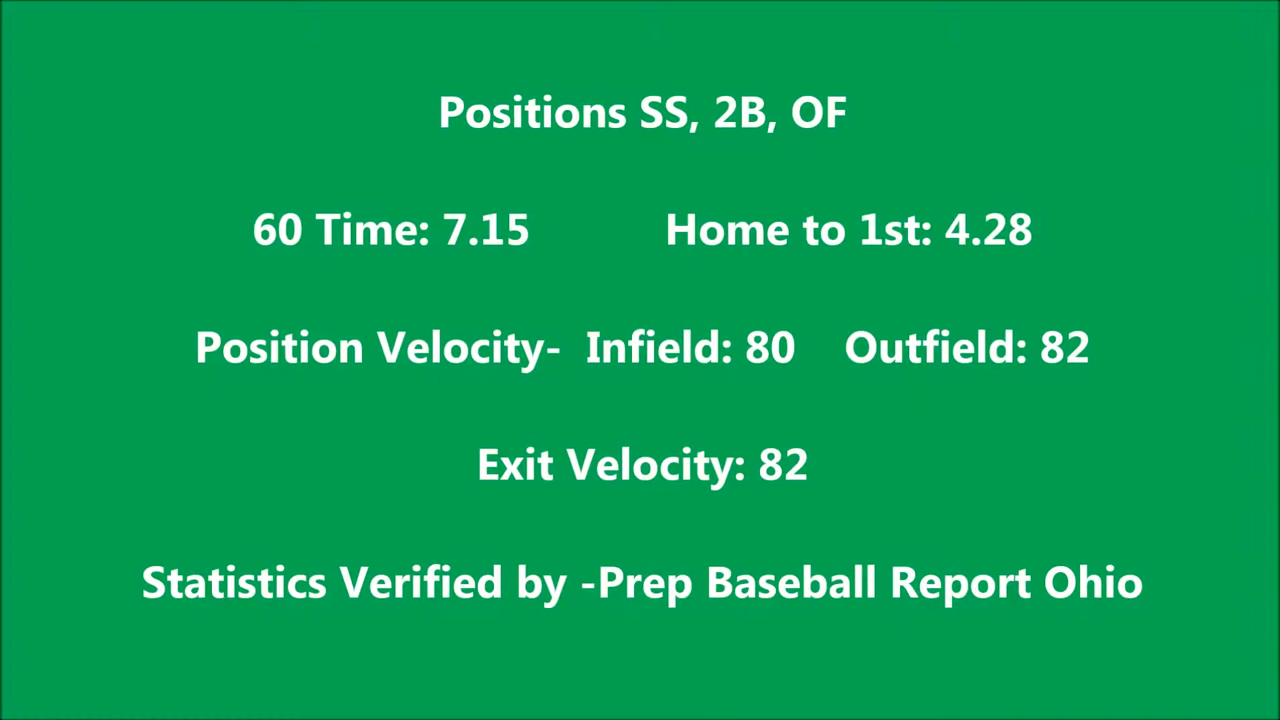 Positions SS, 2B, OF
60 Time: 7.15 Home to 1st: 4.28
Position Velocity- Infield: 80 Outfield: 82
Exit Velocity: 82
Statistics Verified by -Prep Baseball Report Ohio